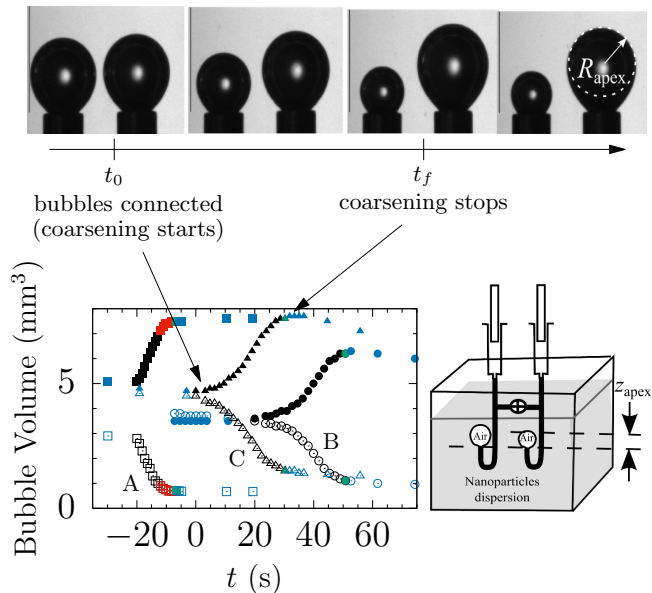 R_apex
t_0
t_f
bubbles connected
(coarsening starts)
coarsening stops
Bubble Volume (mm³)
5
0
A
B
C
−20
0
20
40
60
t (s)
z_apex
Air
Air
Nanoparticles
dispersion